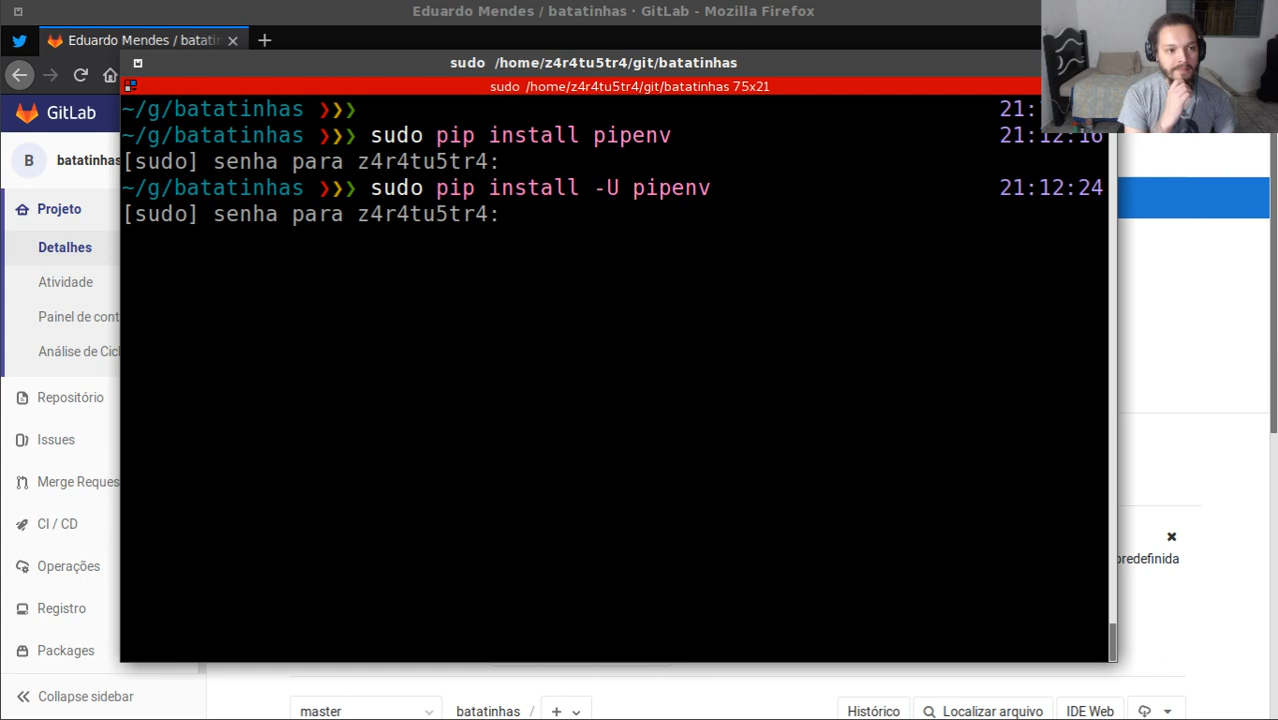 Eduardo Mendes / batatinhas · GitLab - Mozilla Firefox
Eduardo Mendes / batatin
sudo /home/z4r4tu5tr4/git/batatinhas
sudo /home/z4r4tu5tr4/git/batatinhas 75x21
GitLab
B batatinhas
Projeto
Detalhes
Atividade
Painel de cont
Análise de Cicl
Repositório
Issues
Merge Reques
CI / CD
Operações
Registro
Packages
Collapse sidebar
~/g/batatinhas ❯❯❯
~/g/batatinhas ❯❯❯ sudo pip install pipenv 21:12:16
[sudo] senha para z4r4tu5tr4:
~/g/batatinhas ❯❯❯ sudo pip install -U pipenv 21:12:24
[sudo] senha para z4r4tu5tr4:
predefinida
master batatinhas / +
Histórico Localizar arquivo IDE Web